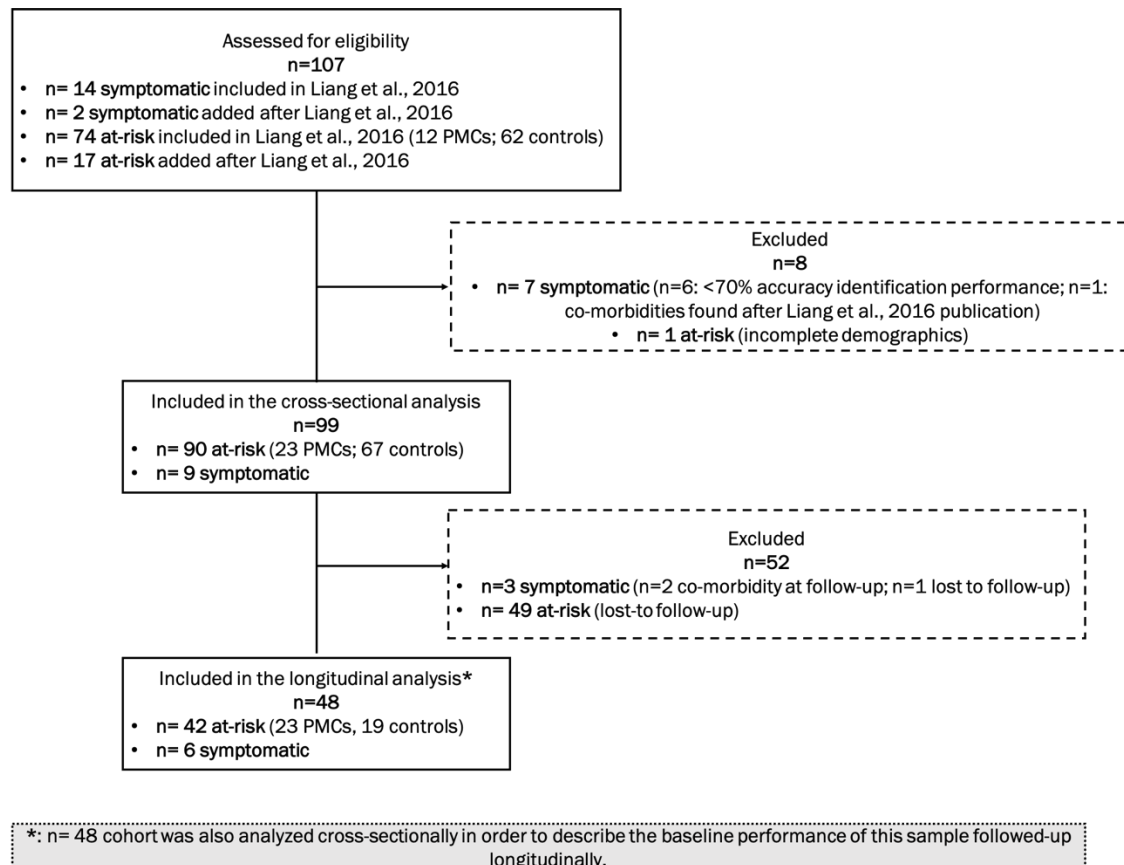 Assessed for eligibility
n=107
• n= 14 symptomatic included in Liang et al., 2016
• n= 2 symptomatic added after Liang et al., 2016
• n= 74 at-risk included in Liang et al., 2016 (12 PMCs; 62 controls)
• n= 17 at-risk added after Liang et al., 2016
Excluded
n=8
• n= 7 symptomatic (n=6: <70% accuracy identification performance; n=1:
co-morbidities found after Liang et al., 2016 publication)
• n= 1 at-risk (incomplete demographics)
Included in the cross-sectional analysis
n=99
• n= 90 at-risk (23 PMCs; 67 controls)
• n= 9 symptomatic
Excluded
n=52
• n=3 symptomatic (n=2 co-morbidity at follow-up; n=1 lost to follow-up)
• n= 49 at-risk (lost-to follow-up)
Included in the longitudinal analysis*
n=48
• n= 42 at-risk (23 PMCs, 19 controls)
• n= 6 symptomatic
*: n= 48 cohort was also analyzed cross-sectionally in order to describe the baseline performance of this sample followed-up
longitudinally.